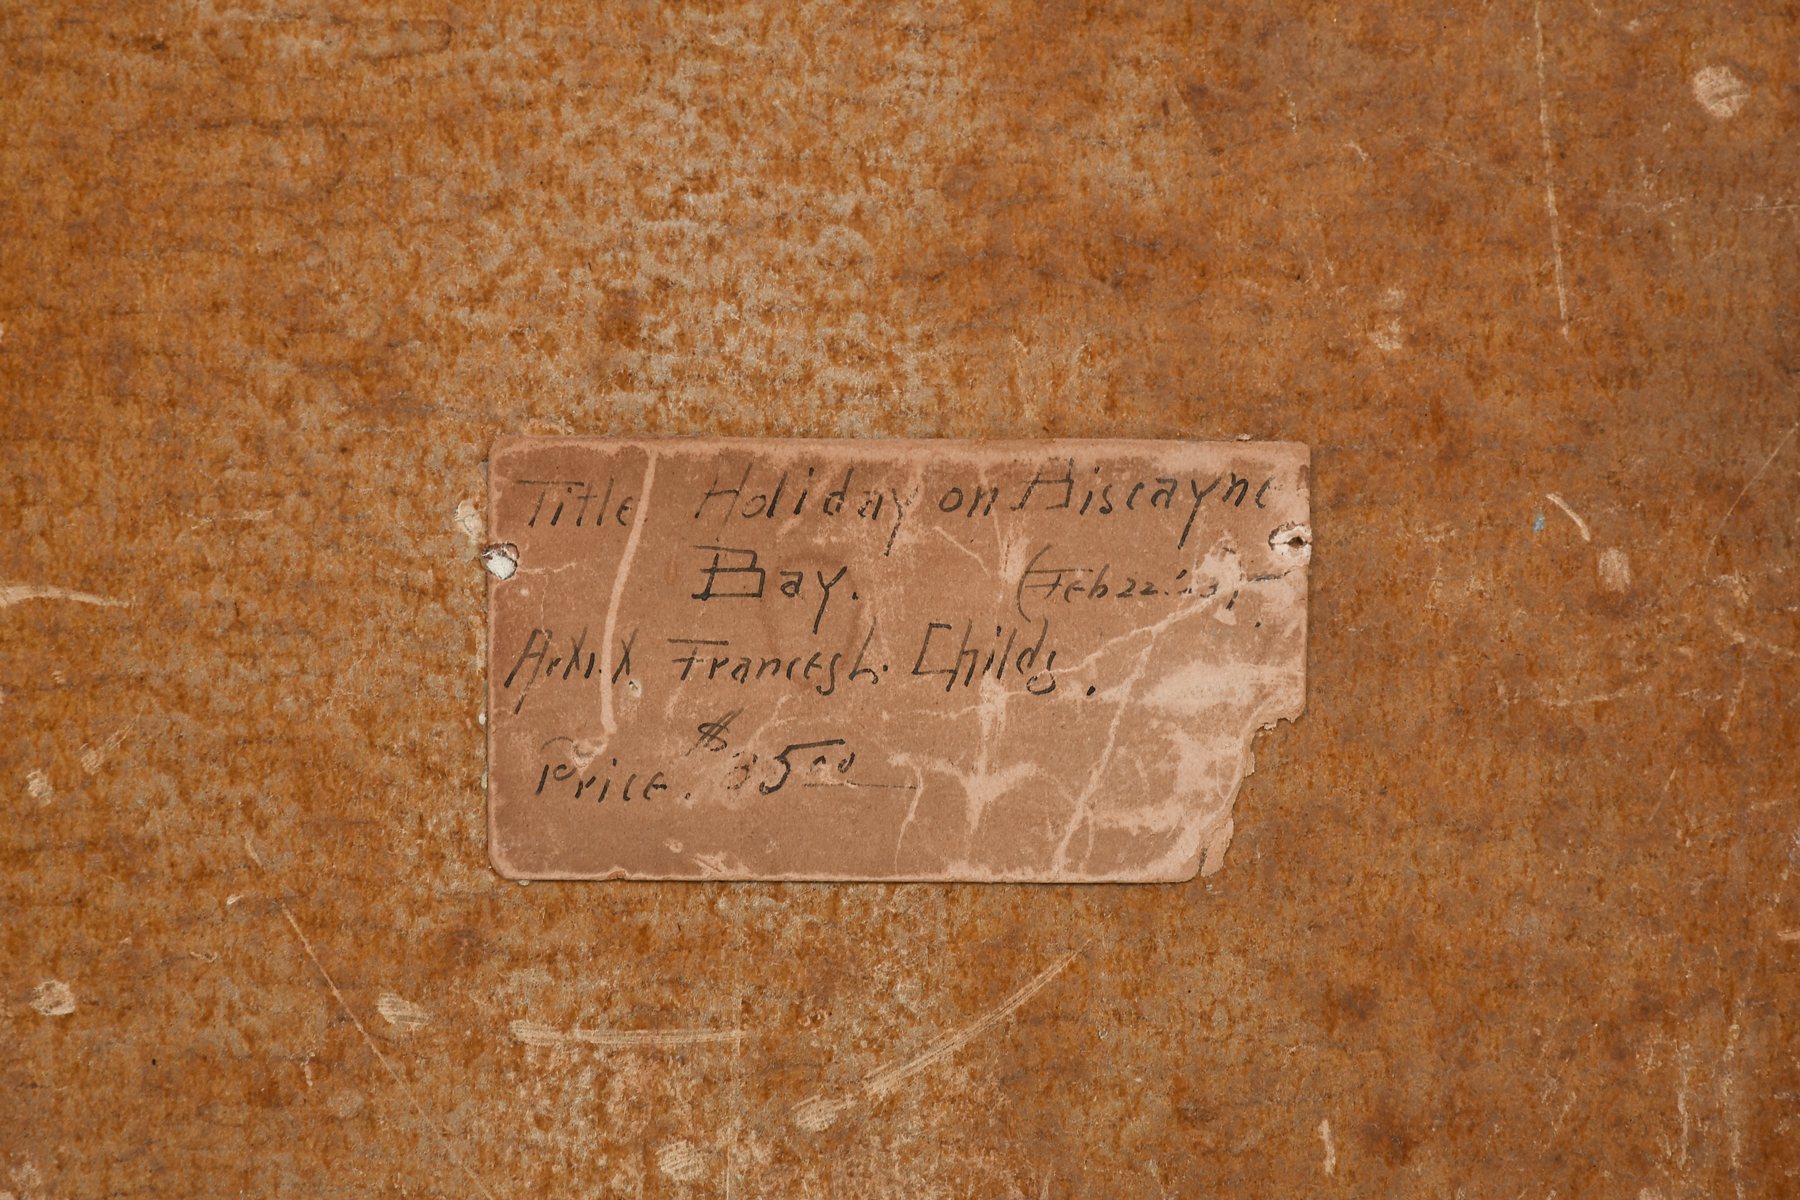 Title Holiday on Biscayne
Bay. (Feb 22.'
Artist Frances L. Childs.
Price. $35.00